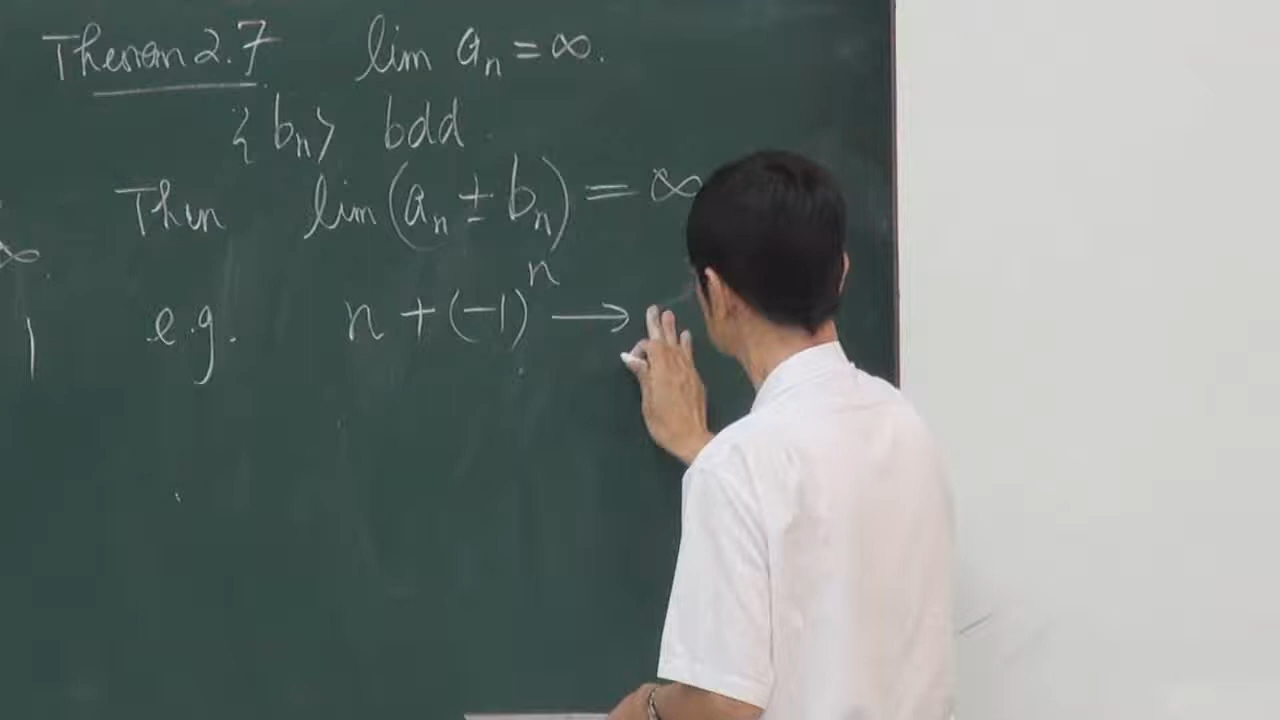 Theorem 2.7 lim aₙ = ∞.
{bₙ} bdd.
Then lim(aₙ ± bₙ) = ∞
∞.
e.g. n + (-1)ⁿ →